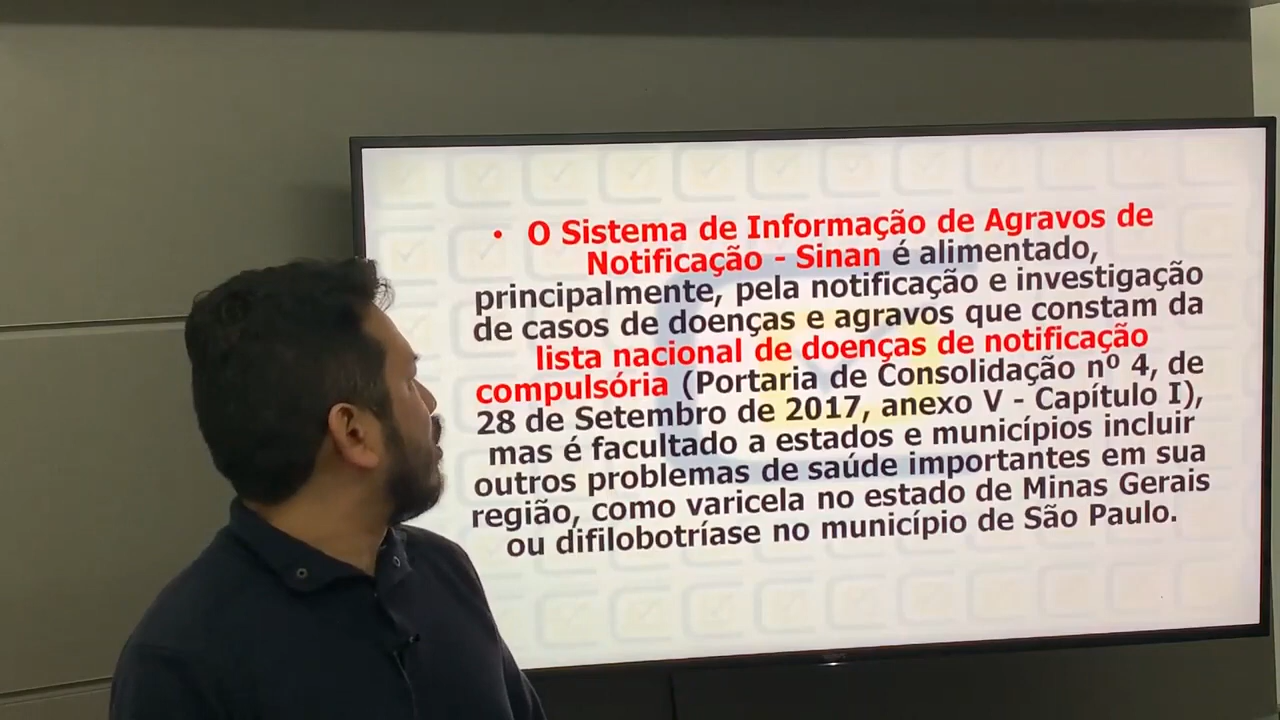 • O Sistema de Informação de Agravos de
Notificação - Sinan é alimentado,
principalmente, pela notificação e investigação
de casos de doenças e agravos que constam da
lista nacional de doenças de notificação
compulsória (Portaria de Consolidação nº 4, de
28 de Setembro de 2017, anexo V - Capítulo I),
mas é facultado a estados e municípios incluir
outros problemas de saúde importantes em sua
região, como varicela no estado de Minas Gerais
ou difilobotríase no município de São Paulo.